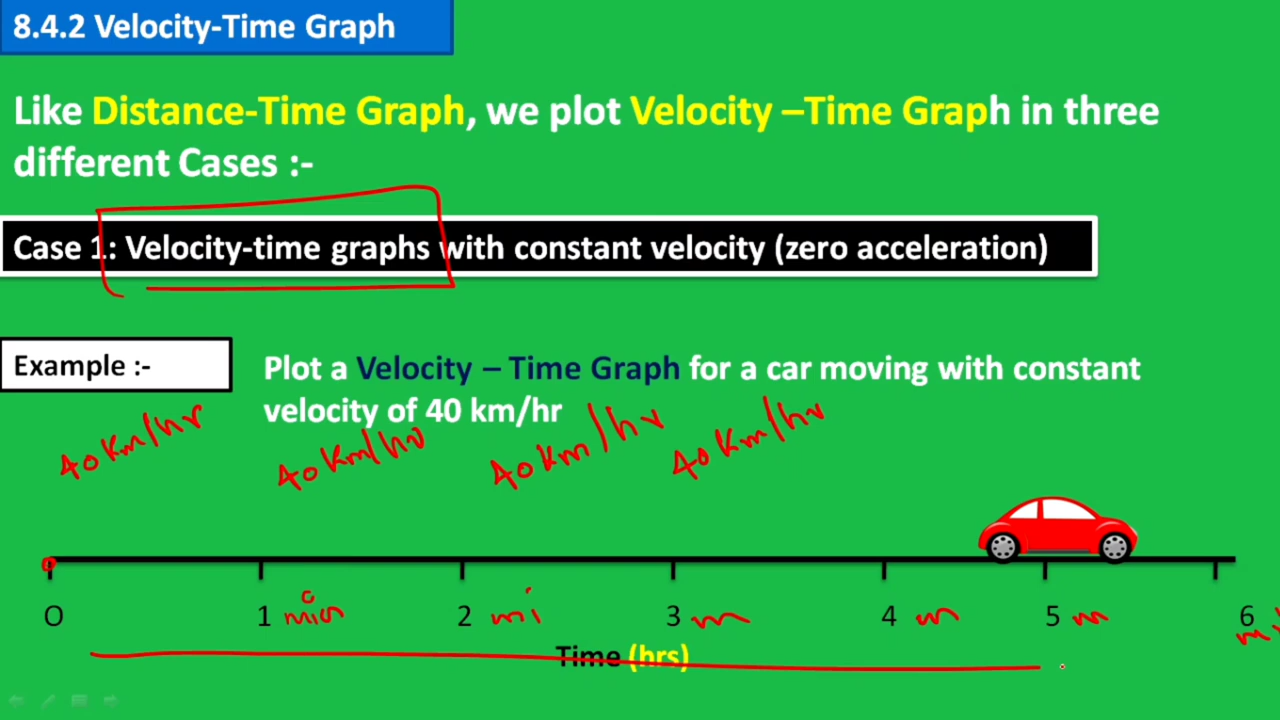 8.4.2 Velocity-Time Graph
Like Distance-Time Graph, we plot Velocity –Time Graph in three
different Cases :-
Case 1: Velocity-time graphs with constant velocity (zero acceleration)
Example :-
Plot a Velocity – Time Graph for a car moving with constant
velocity of 40 km/hr
40 km/hr 40 km/hr 40 km/hr 40 km/hr
0 1 min 2 mi 3 m 4 m 5 m 6 m
Time (hrs)